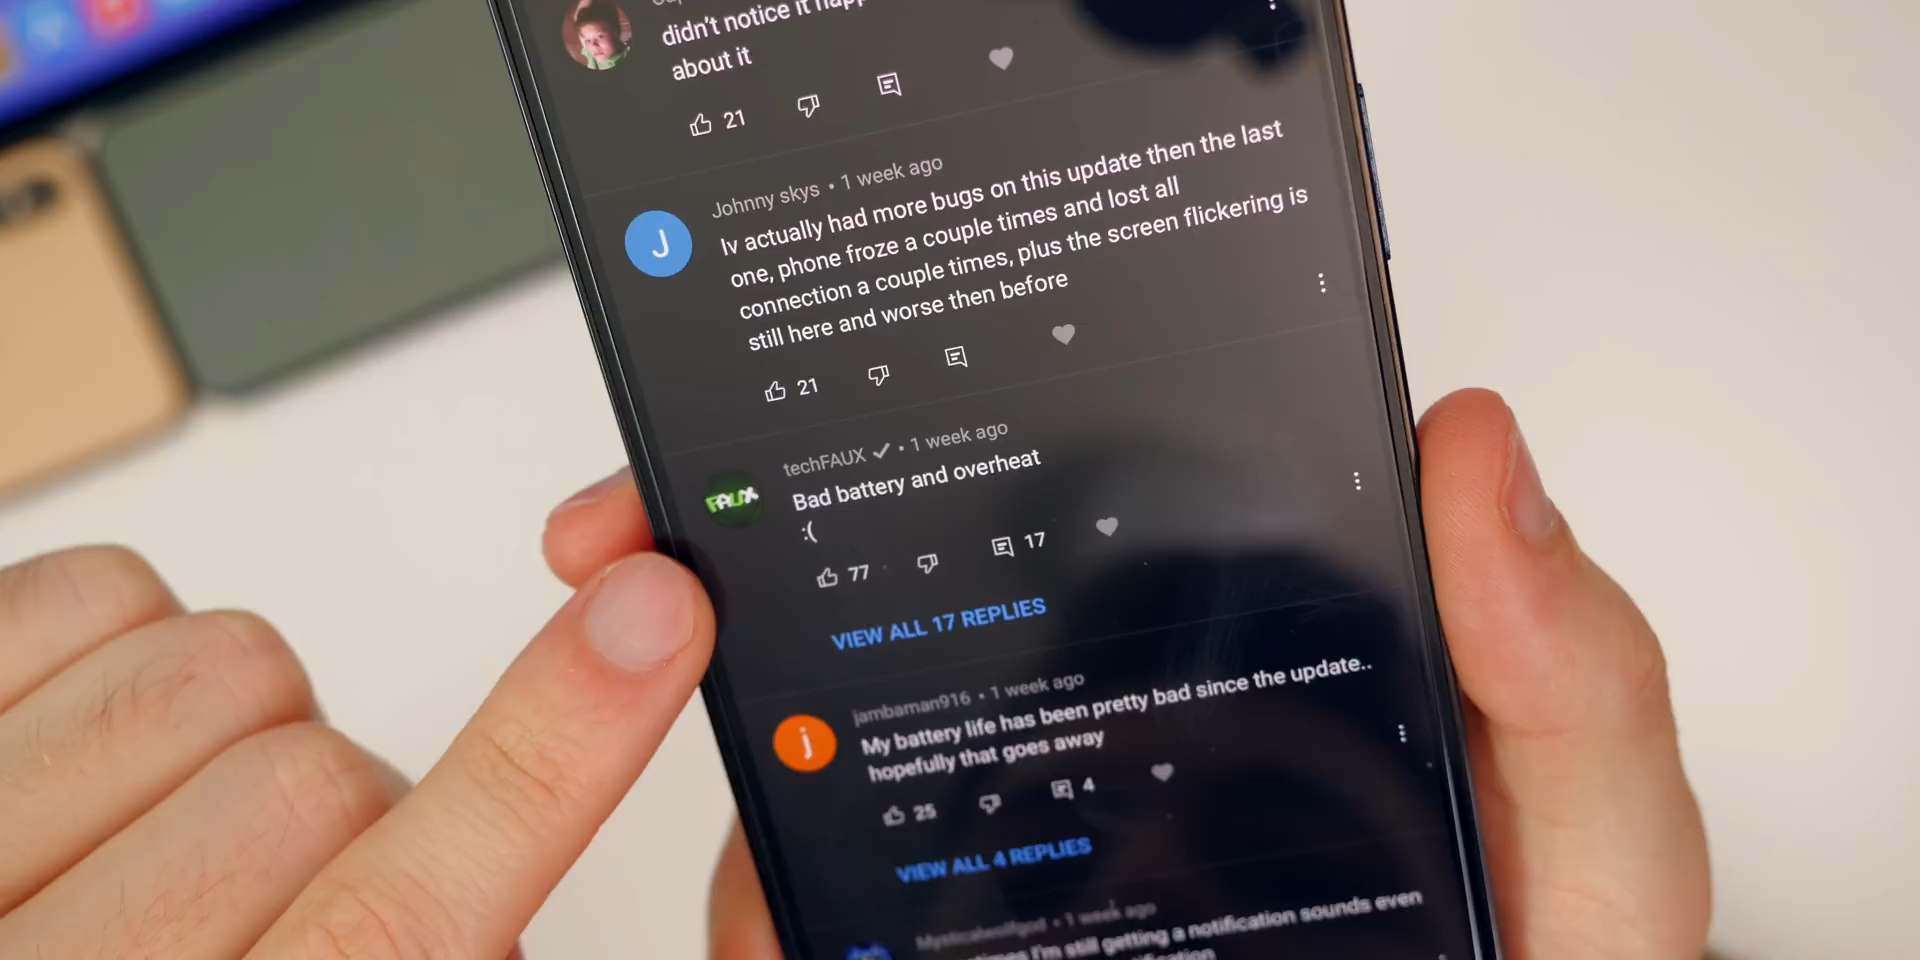 didn't notice it
about it
21
Johnny skys • 1 week ago
Iv actually had more bugs on this update then the last
one, phone froze a couple times and lost all
connection a couple times, plus the screen flickering is
still here and worse then before
J
21
techFAUX ✓ • 1 week ago
FAUX
Bad battery and overheat
:(
77
17
VIEW ALL 17 REPLIES
jambaman916 • 1 week ago
j
My battery life has been pretty bad since the update..
hopefully that goes away
25
4
VIEW ALL 4 REPLIES
• 1 week ago
I'm still getting a notification sounds even